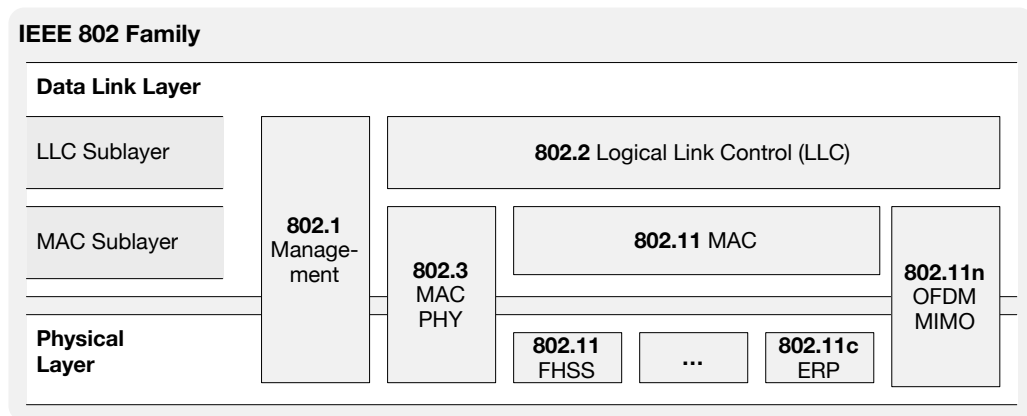 IEEE 802 Family
Data Link Layer
LLC Sublayer
802.2 Logical Link Control (LLC)
MAC Sublayer
802.1
Manage-
ment
802.3
MAC
PHY
802.11 MAC
802.11n
OFDM
MIMO
Physical
Layer
802.11
FHSS
...
802.11c
ERP